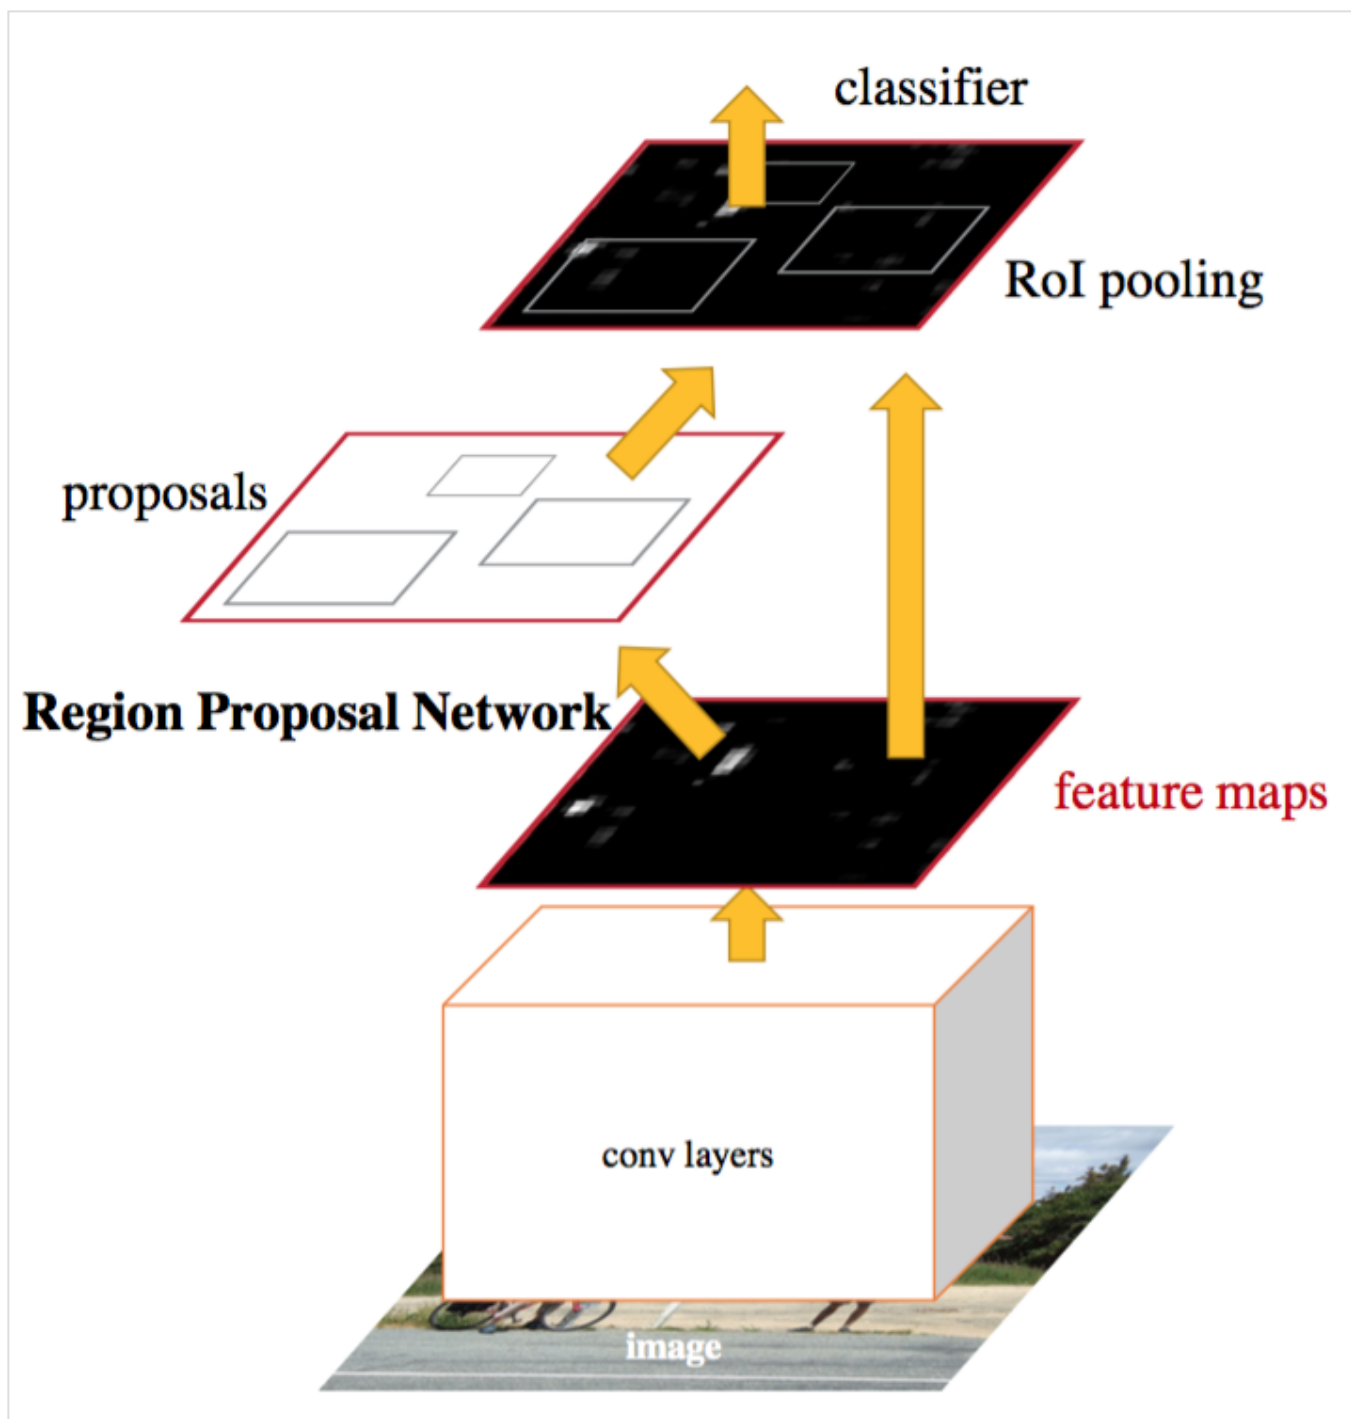 classifier
RoI pooling
proposals
Region Proposal Network
feature maps
conv layers
image